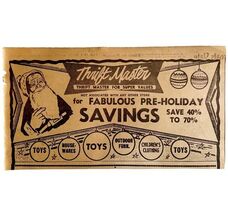 Thrift Master
THRIFT MASTER FOR SUPER VALUES
NOT ASSOCIATED WITH ANY OTHER STORE
for FABULOUS PRE-HOLIDAY
SAVINGS SAVE 40%
TO 70%
TOYS
HOUSE-
WARES
TOYS
OUTDOOR
FURN.
CHILDREN'S
CLOTHING
TOYS